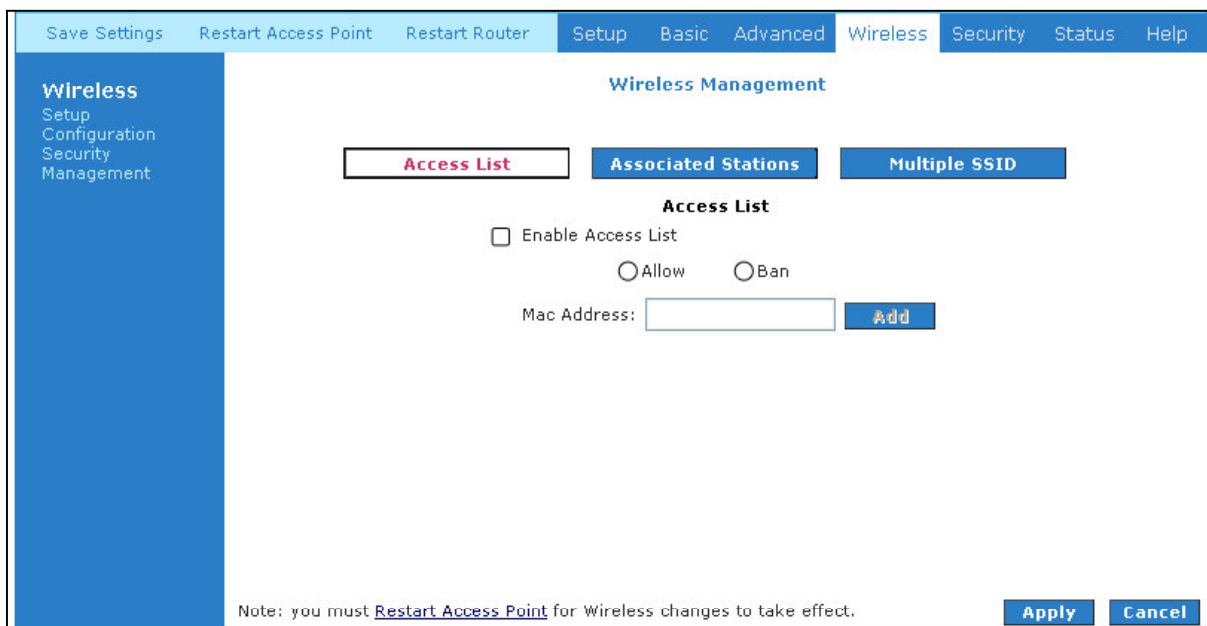 Save Settings Restart Access Point Restart Router Setup Basic Advanced Wireless Security Status Help
Wireless
Setup
Configuration
Security
Management
Wireless Management
Access List Associated Stations Multiple SSID
Access List
Enable Access List
Allow Ban
Mac Address: Add
Note: you must Restart Access Point for Wireless changes to take effect. Apply Cancel